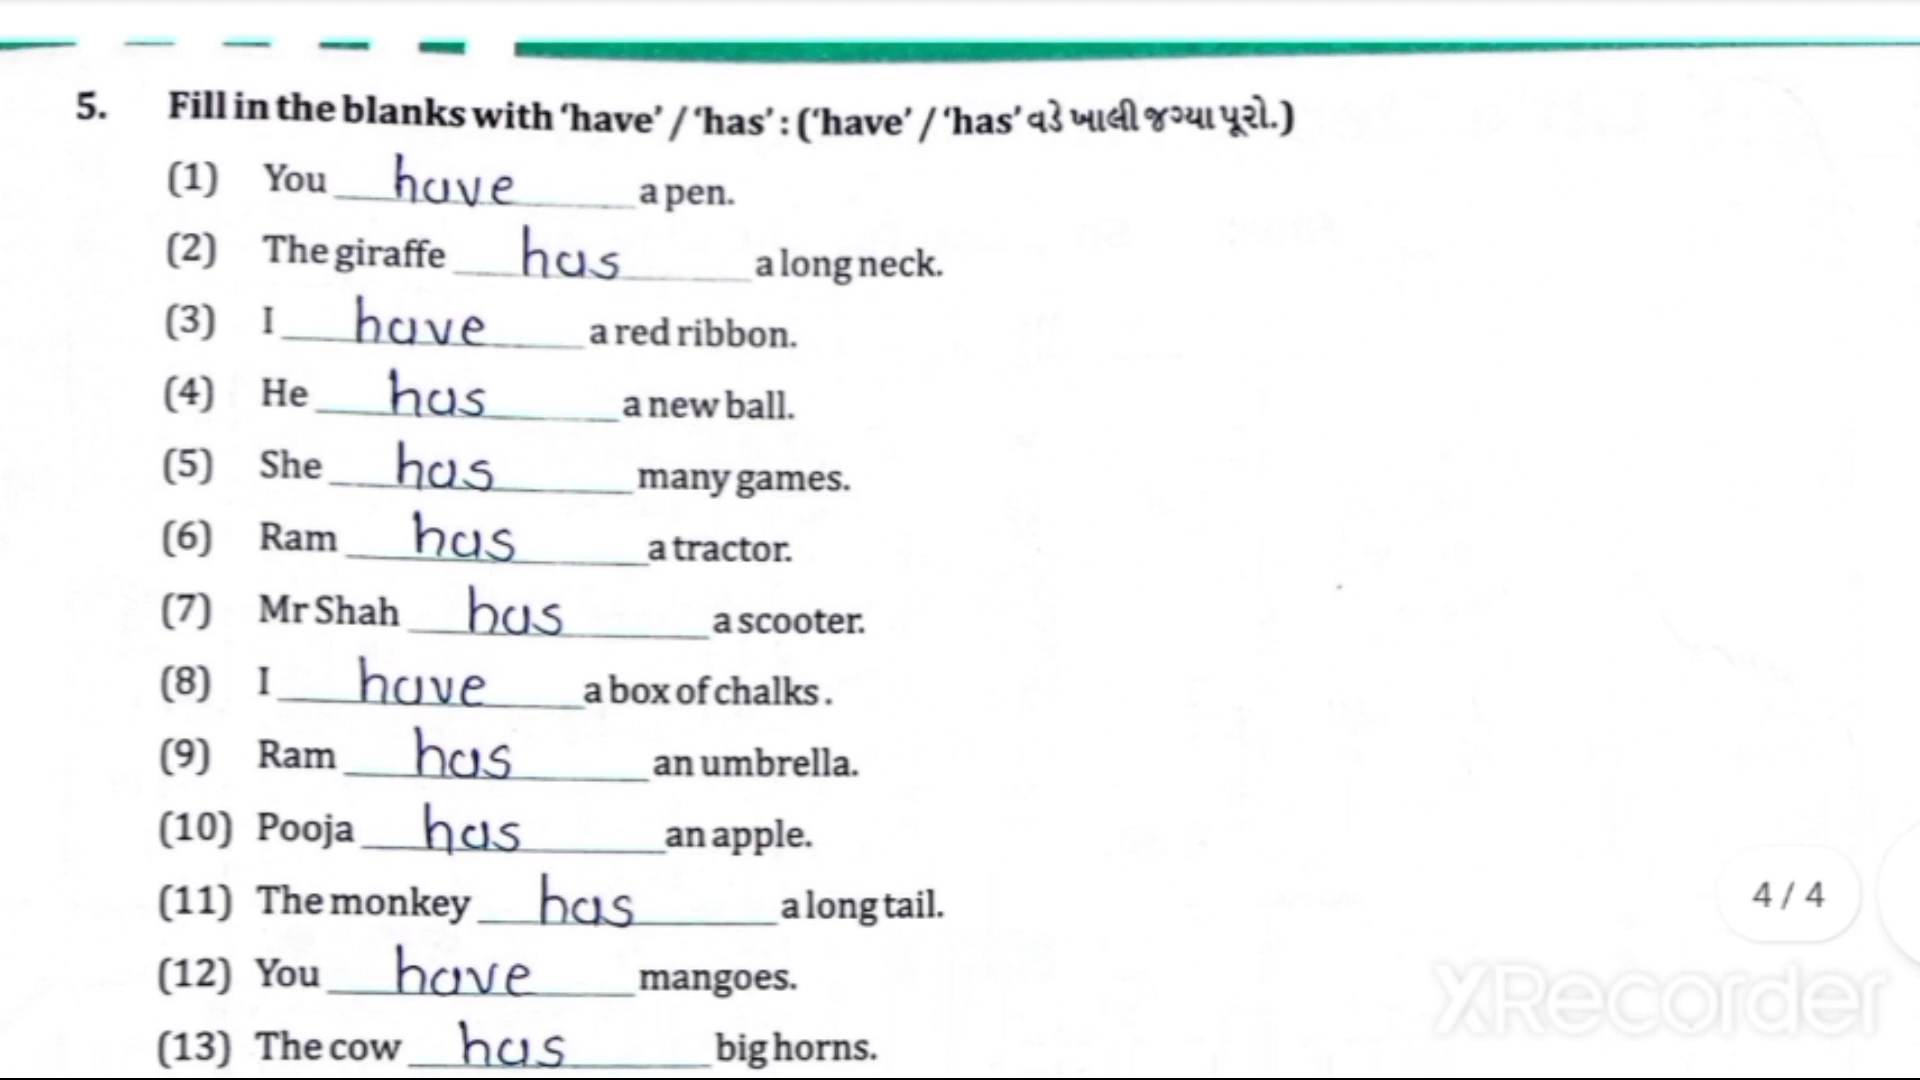 5. Fill in the blanks with ‘have’ / ‘has’ : (‘have’ / ‘has’ વડે ખાલી જગ્યા પૂરો.)
(1) You have a pen.
(2) The giraffe has a long neck.
(3) I have a red ribbon.
(4) He has a new ball.
(5) She has many games.
(6) Ram has a tractor.
(7) Mr Shah has a scooter.
(8) I have a box of chalks.
(9) Ram has an umbrella.
(10) Pooja has an apple.
(11) The monkey has a long tail.
(12) You have mangoes.
(13) The cow has big horns.
4 / 4
XRecorder